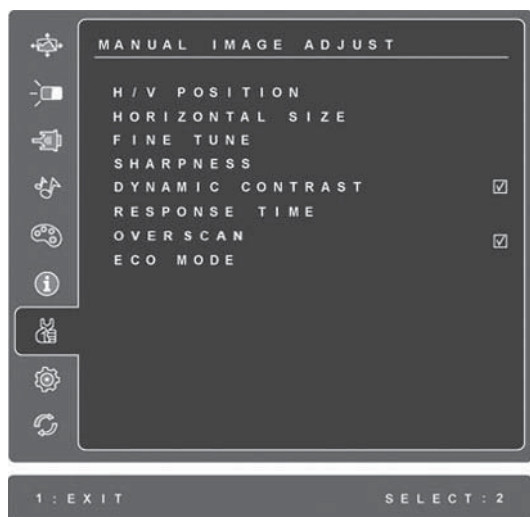 MANUAL IMAGE ADJUST
H/V POSITION
HORIZONTAL SIZE
FINE TUNE
SHARPNESS
DYNAMIC CONTRAST
RESPONSE TIME
OVERSCAN
ECO MODE
1:EXIT SELECT:2